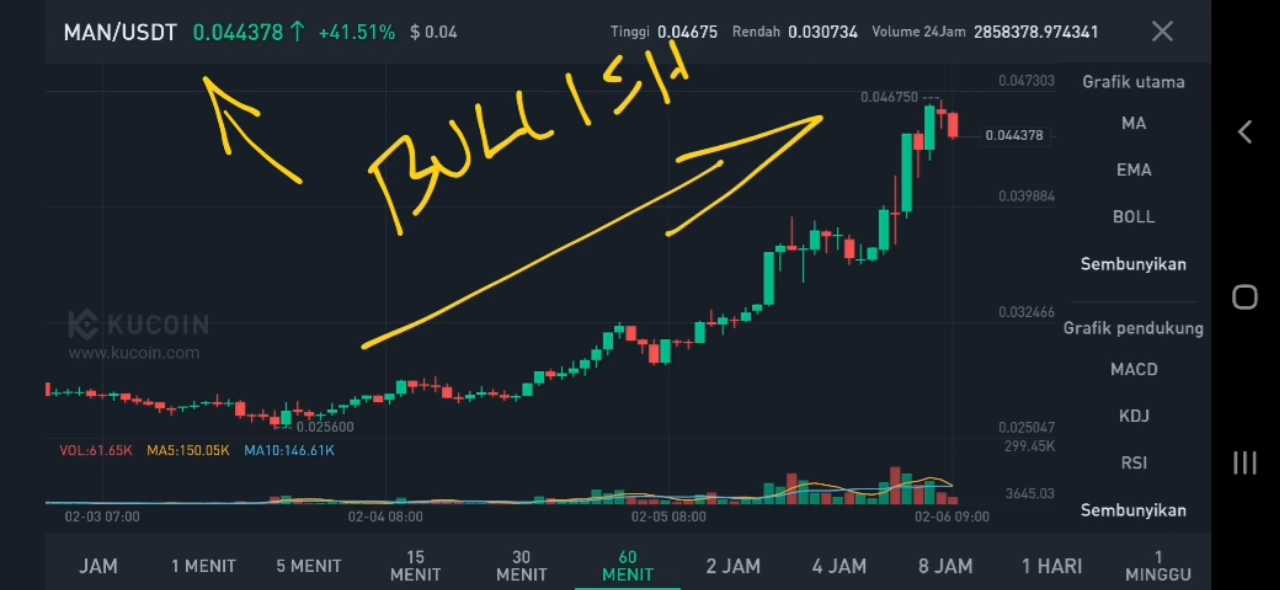 MAN/USDT 0.044378↑ +41.51% $ 0.04 Tinggi 0.04675 Rendah 0.030734 Volume 24Jam 2858378.974341
BULLISH
0.047303
0.046750
0.044378
0.039884
0.032466
0.025047
0.025600
KUCOIN
www.kucoin.com
VOL:61.65K MA5:150.05K MA10:146.61K
299.45K
3645.03
02-03 07:00 02-04 08:00 02-05 08:00 02-06 09:00
Grafik utama
MA
EMA
BOLL
Sembunyikan
Grafik pendukung
MACD
KDJ
RSI
Sembunyikan
JAM 1 MENIT 5 MENIT 15 MENIT 30 MENIT 60 MENIT 2 JAM 4 JAM 8 JAM 1 HARI 1 MINGGU